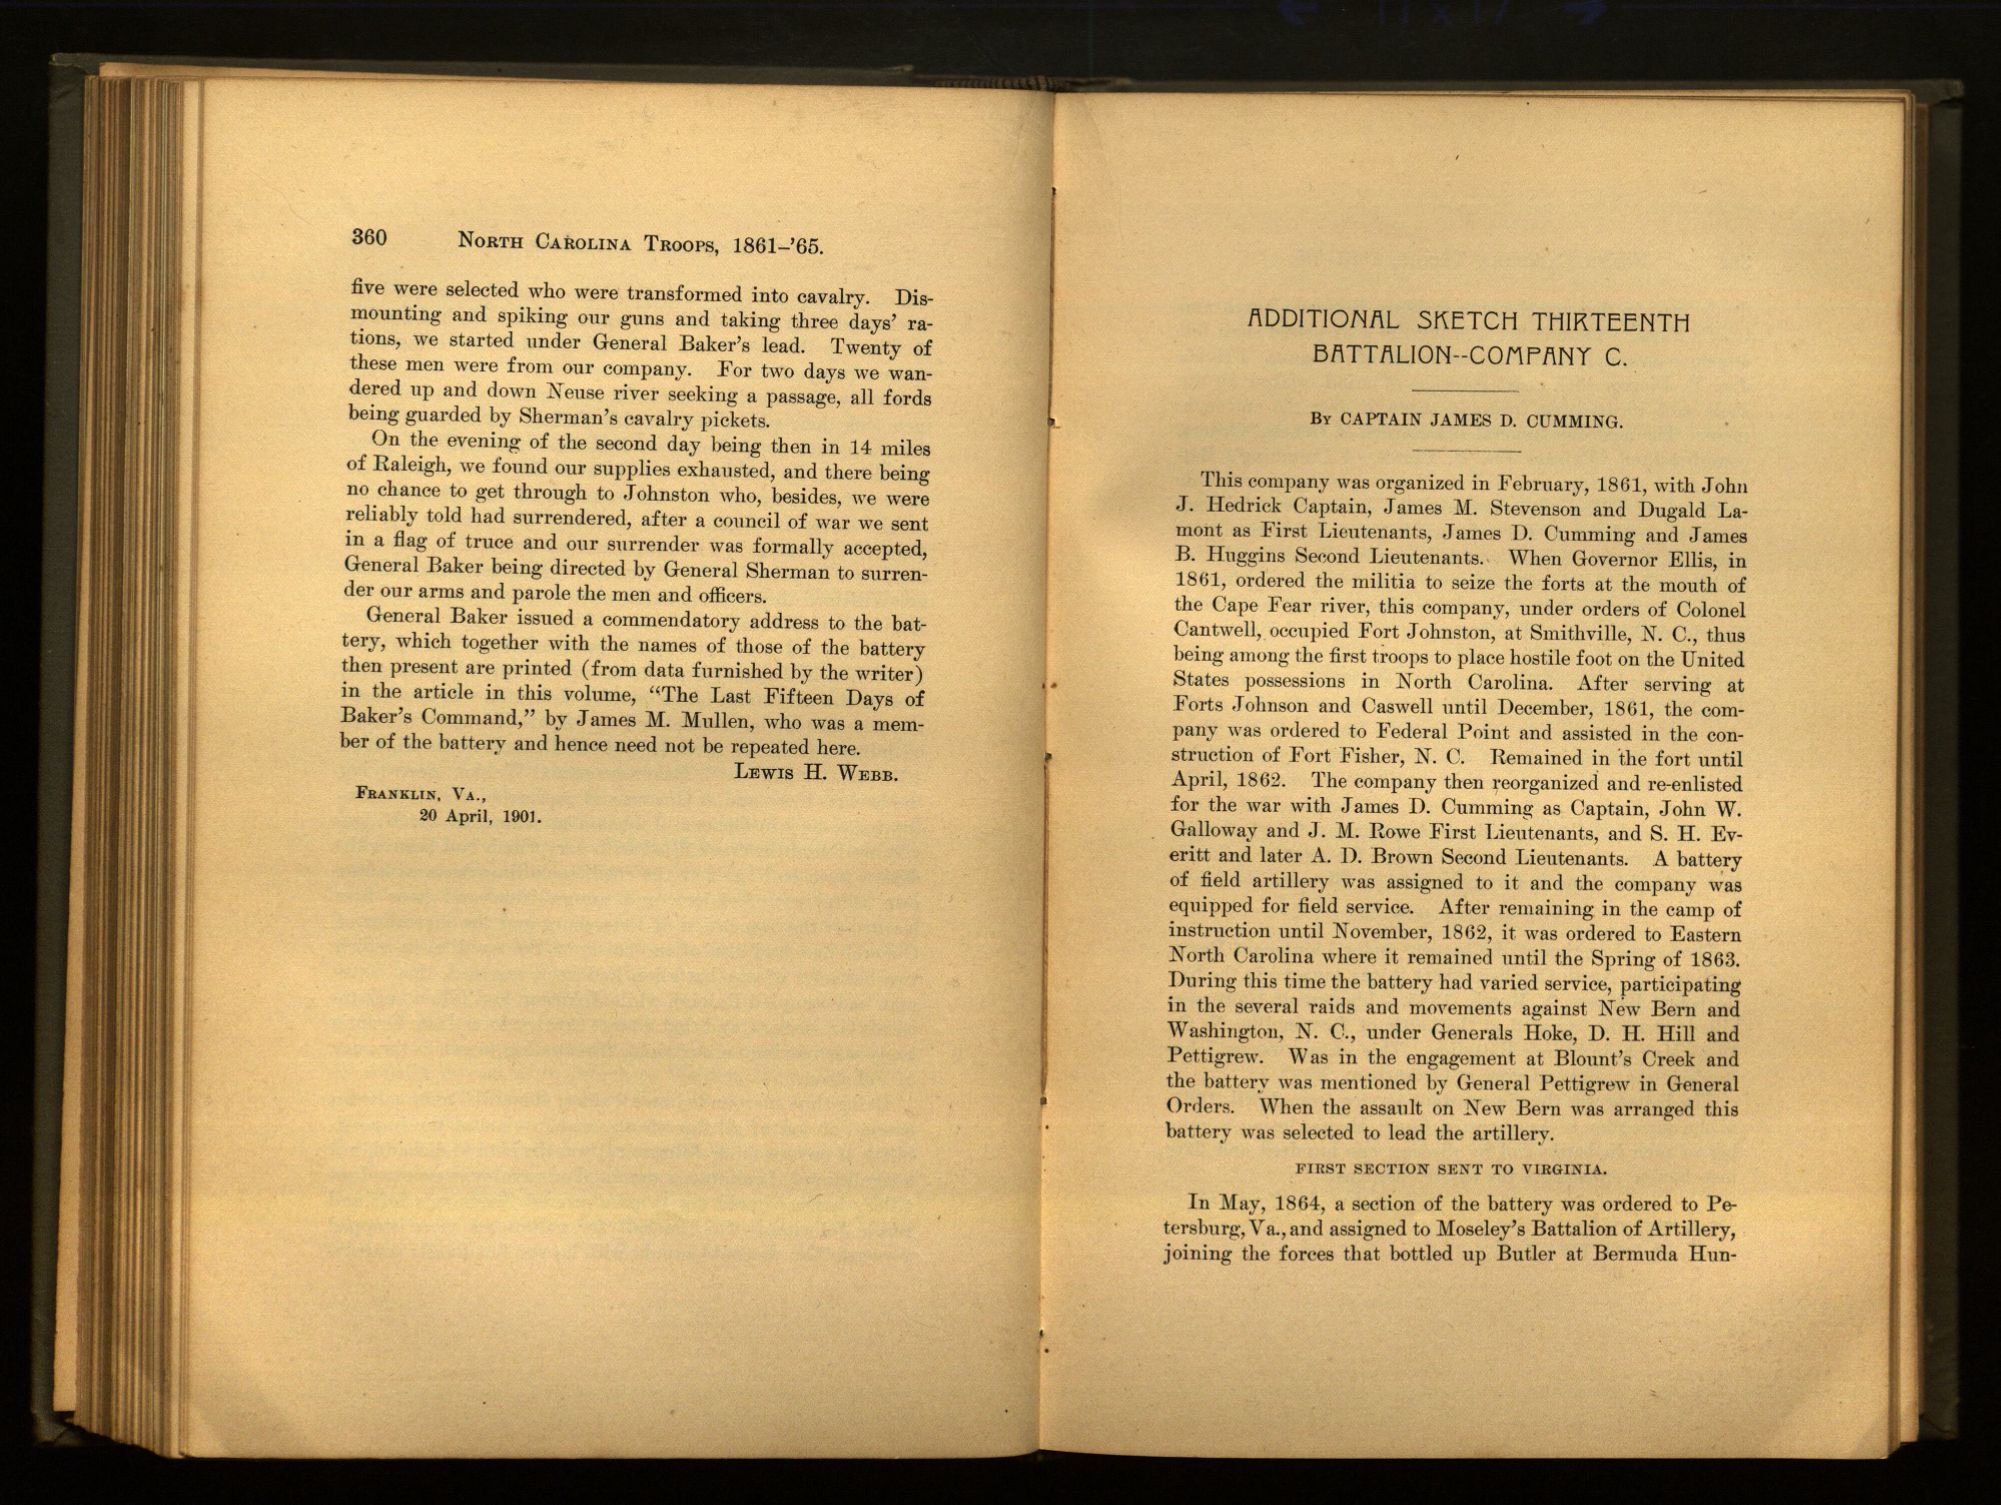 360 North Carolina Troops, 1861-'65.
five were selected who were transformed into cavalry. Dis-
mounting and spiking our guns and taking three days' ra-
tions, we started under General Baker's lead. Twenty of
these men were from our company. For two days we wan-
dered up and down Neuse river seeking a passage, all fords
being guarded by Sherman's cavalry pickets.
On the evening of the second day being then in 14 miles
of Raleigh, we found our supplies exhausted, and there being
no chance to get through to Johnston who, besides, we were
reliably told had surrendered, after a council of war we sent
in a flag of truce and our surrender was formally accepted,
General Baker being directed by General Sherman to surren-
der our arms and parole the men and officers.
General Baker issued a commendatory address to the bat-
tery, which together with the names of those of the battery
then present are printed (from data furnished by the writer)
in the article in this volume, "The Last Fifteen Days of
Baker's Command," by James M. Mullen, who was a mem-
ber of the battery and hence need not be repeated here.
Lewis H. Webb.
Franklin, Va.,
20 April, 1901.
ADDITIONAL SKETCH THIRTEENTH
BATTALION--COMPANY C.
By CAPTAIN JAMES D. CUMMING.
This company was organized in February, 1861, with John
J. Hedrick Captain, James M. Stevenson and Dugald La-
mont as First Lieutenants, James D. Cumming and James
B. Huggins Second Lieutenants. When Governor Ellis, in
1861, ordered the militia to seize the forts at the mouth of
the Cape Fear river, this company, under orders of Colonel
Cantwell, occupied Fort Johnston, at Smithville, N. C., thus
being among the first troops to place hostile foot on the United
States possessions in North Carolina. After serving at
Forts Johnson and Caswell until December, 1861, the com-
pany was ordered to Federal Point and assisted in the con-
struction of Fort Fisher, N. C. Remained in the fort until
April, 1862. The company then reorganized and re-enlisted
for the war with James D. Cumming as Captain, John W.
Galloway and J. M. Rowe First Lieutenants, and S. H. Ev-
eritt and later A. D. Brown Second Lieutenants. A battery
of field artillery was assigned to it and the company was
equipped for field service. After remaining in the camp of
instruction until November, 1862, it was ordered to Eastern
North Carolina where it remained until the Spring of 1863.
During this time the battery had varied service, participating
in the several raids and movements against New Bern and
Washington, N. C., under Generals Hoke, D. H. Hill and
Pettigrew. Was in the engagement at Blount's Creek and
the battery was mentioned by General Pettigrew in General
Orders. When the assault on New Bern was arranged this
battery was selected to lead the artillery.
FIRST SECTION SENT TO VIRGINIA.
In May, 1864, a section of the battery was ordered to Pe-
tersburg, Va., and assigned to Moseley's Battalion of Artillery,
joining the forces that bottled up Butler at Bermuda Hun-